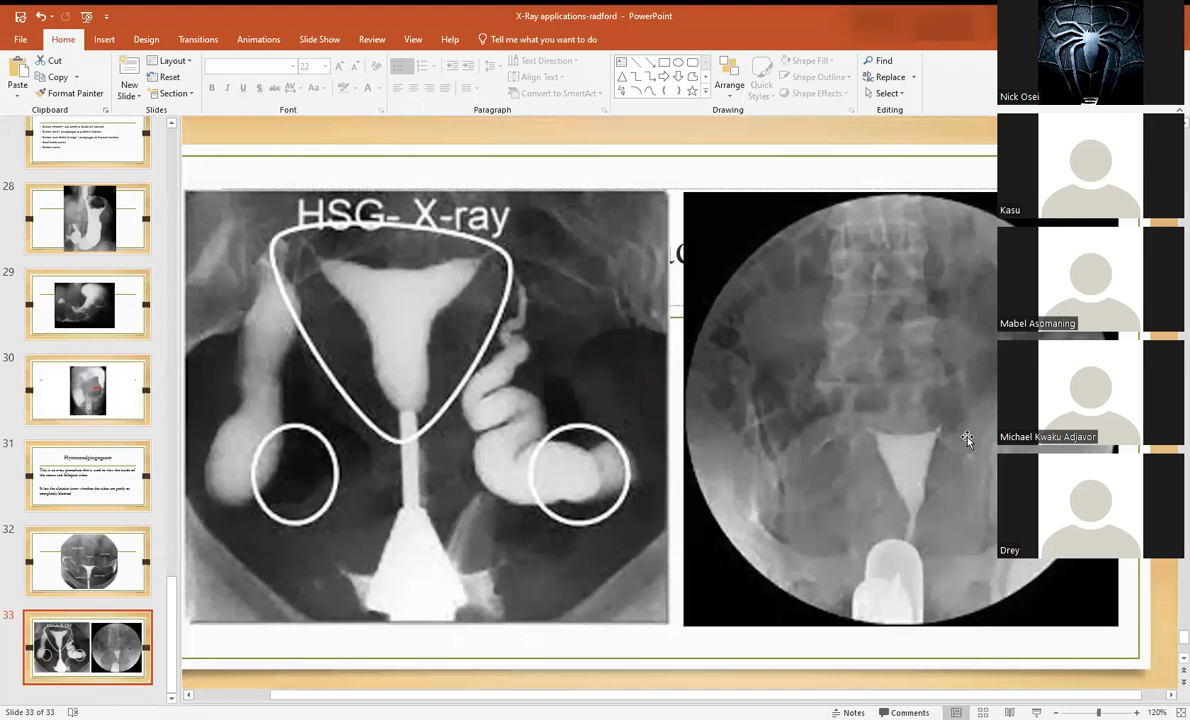 X-Ray applications-radford - PowerPoint
File Home Insert Design Transitions Animations Slide Show Review View Help Tell me what you want to do
Cut
Copy
Format Painter
Paste
Clipboard
New
Slide
Layout
Reset
Section
Slides
22
B I U S abc AV Aa A
Font
Text Direction
Align Text
Convert to SmartArt
Paragraph
Arrange
Quick
Styles
Shape Fill
Shape Outline
Shape Effects
Drawing
Find
Replace
Select
Editing
28
29
30
31
Hysterosalpingogram
32
33
HSG- X-ray
Nick Osei
Kasu
Mabel Asomaning
Michael Kwaku Adjavor
Drey
Slide 33 of 33
Notes
Comments
120%